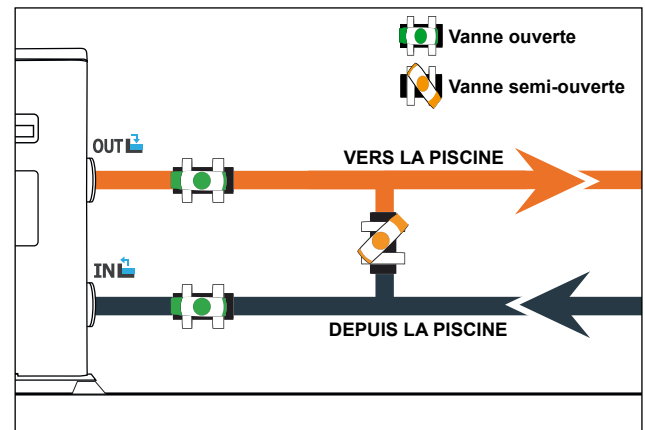 Vanne ouverte
Vanne semi-ouverte
OUT
VERS LA PISCINE
IN
DEPUIS LA PISCINE